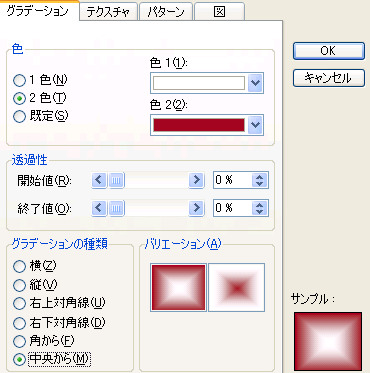 グラデーション テクスチャ パターン 図
OK
キャンセル
色
1 色(N)
2 色(T)
既定(S)
色 1(1):
色 2(2):
透過性
開始値(R): 0 %
終了値(O): 0 %
グラデーションの種類
横(Z)
縦(V)
右上対角線(U)
右下対角線(D)
角から(F)
中央から(M)
バリエーション(A)
サンプル :